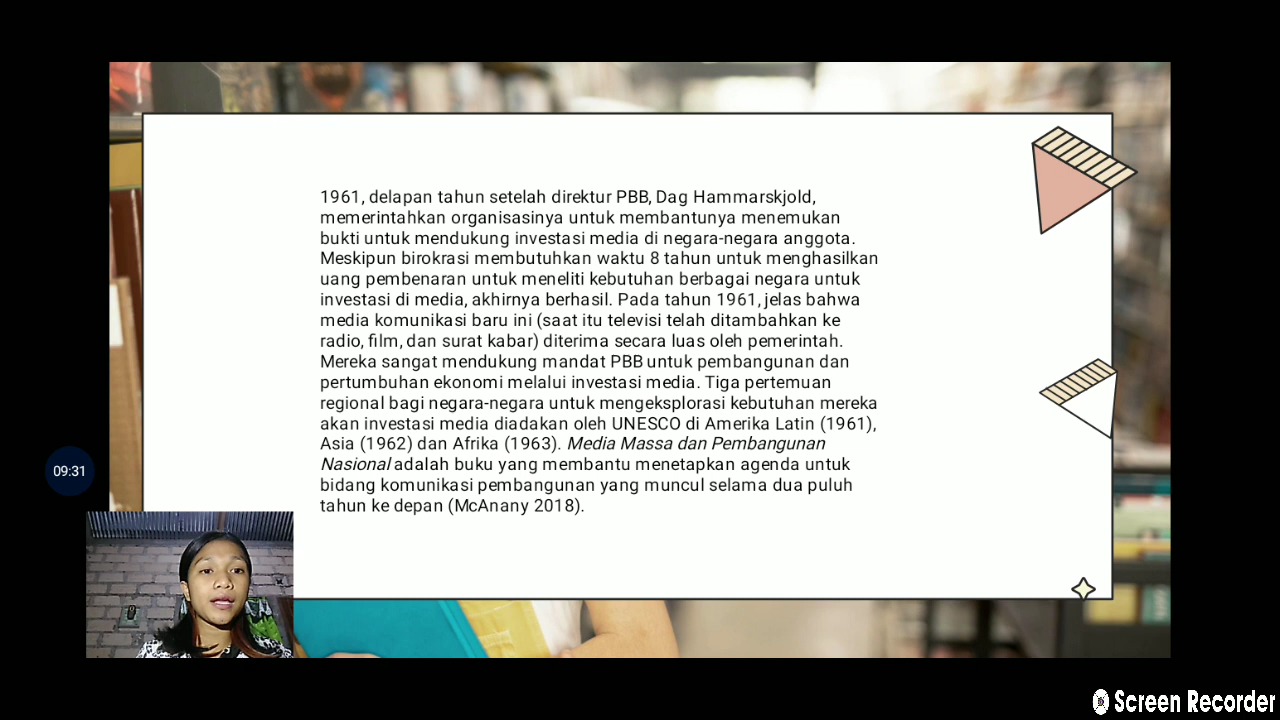 1961, delapan tahun setelah direktur PBB, Dag Hammarskjold,
memerintahkan organisasinya untuk membantunya menemukan
bukti untuk mendukung investasi media di negara-negara anggota.
Meskipun birokrasi membutuhkan waktu 8 tahun untuk menghasilkan
uang pembenaran untuk meneliti kebutuhan berbagai negara untuk
investasi di media, akhirnya berhasil. Pada tahun 1961, jelas bahwa
media komunikasi baru ini (saat itu televisi telah ditambahkan ke
radio, film, dan surat kabar) diterima secara luas oleh pemerintah.
Mereka sangat mendukung mandat PBB untuk pembangunan dan
pertumbuhan ekonomi melalui investasi media. Tiga pertemuan
regional bagi negara-negara untuk mengeksplorasi kebutuhan mereka
akan investasi media diadakan oleh UNESCO di Amerika Latin (1961),
Asia (1962) dan Afrika (1963). Media Massa dan Pembangunan
Nasional adalah buku yang membantu menetapkan agenda untuk
bidang komunikasi pembangunan yang muncul selama dua puluh
tahun ke depan (McAnany 2018).
09:31
Screen Recorder